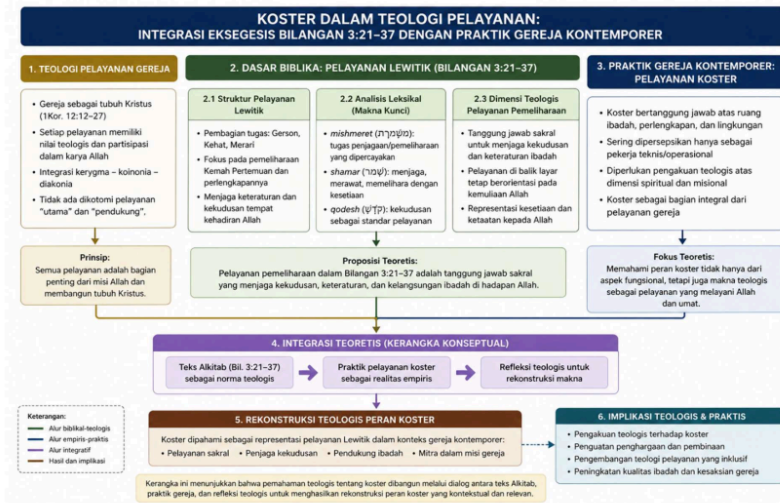 KOSTER DALAM TEOLOGI PELAYANAN:
INTEGRASI EKSEGESIS BILANGAN 3:21–37 DENGAN PRAKTIK GEREJA KONTEMPORER
1. TEOLOGI PELAYANAN GEREJA
• Gereja sebagai tubuh Kristus
(1Kor. 12:12–27)
• Setiap pelayanan memiliki
nilai teologis dan partisipasi
dalam karya Allah
• Integrasi kerygma – koinonia –
diakonia
• Tidak ada dikotomi pelayanan
"utama" dan "pendukung",
Prinsip:
Semua pelayanan adalah bagian
penting dari misi Allah dan
membangun tubuh Kristus.
2. DASAR BIBLIKA: PELAYANAN LEWITIK (BILANGAN 3:21–37)
2.1 Struktur Pelayanan
Lewitik
• Pembagian tugas: Gerson,
Kehat, Merari
• Fokus pada pemeliharaan
Kemah Pertemuan dan
perlengkapannya
• Menjaga keteraturan dan
kekudusan tempat
kehadiran Allah
2.2 Analisis Leksikal
(Makna Kunci)
• mishmeret (מִשְׁמֶרֶת):
tugas penjagaan/pemeliharaan
yang dipercayakan
• shamar (שָׁמַר): menjaga,
merawat, memelihara dengan
kesetiaan
• qodesh (קֹדֶשׁ): kekudusan
sebagai standar pelayanan
2.3 Dimensi Teologis
Pelayanan Pemeliharaan
• Tanggung jawab sakral
untuk menjaga kekudusan
dan keteraturan ibadah
• Pelayanan di balik layar
tetap berorientasi pada
kemuliaan Allah
• Representasi kesetiaan dan
ketaatan kepada Allah
Proposisi Teoretis:
Pelayanan pemeliharaan dalam Bilangan 3:21–37 adalah tanggung jawab sakral
yang menjaga kekudusan, keteraturan, dan kelangsungan ibadah di hadapan Allah.
3. PRAKTIK GEREJA KONTEMPORER:
PELAYANAN KOSTER
• Koster bertanggung jawab atas ruang
ibadah, perlengkapan, dan lingkungan
• Sering dipersepsikan hanya sebagai
pekerja teknis/operasional
• Diperlukan pengakuan teologis atas
dimensi spiritual dan misional
• Koster sebagai bagian integral dari
pelayanan gereja
Fokus Teoretis:
Memahami peran koster tidak hanya dari
aspek fungsional, tetapi juga makna teologis
sebagai pelayanan yang melayani Allah
dan umat.
4. INTEGRASI TEORETIS (KERANGKA KONSEPTUAL)
Teks Alkitab (Bil. 3:21–37)
sebagai norma teologis
Praktik pelayanan koster
sebagai realitas empiris
Refleksi teologis untuk
rekonstruksi makna
Keterangan:
Alur biblikal-teologis
Alur empiris-praktis
Alur integratif
Hasil dan implikasi
5. REKONSTRUKSI TEOLOGIS PERAN KOSTER
Koster dipahami sebagai representasi pelayanan Lewitik dalam konteks gereja kontemporer:
• Pelayanan sakral • Penjaga kekudusan • Pendukung ibadah • Mitra dalam misi gereja
6. IMPLIKASI TEOLOGIS & PRAKTIS
• Pengakuan teologis terhadap koster
• Penguatan penghargaan dan pembinaan
• Pengembangan teologi pelayanan yang inklusif
• Peningkatan kualitas ibadah dan kesaksian gereja
Kerangka ini menunjukkan bahwa pemahaman teologis tentang koster dibangun melalui dialog antara teks Alkitab,
praktik gereja, dan refleksi teologis untuk menghasilkan rekonstruksi peran koster yang kontekstual dan relevan.